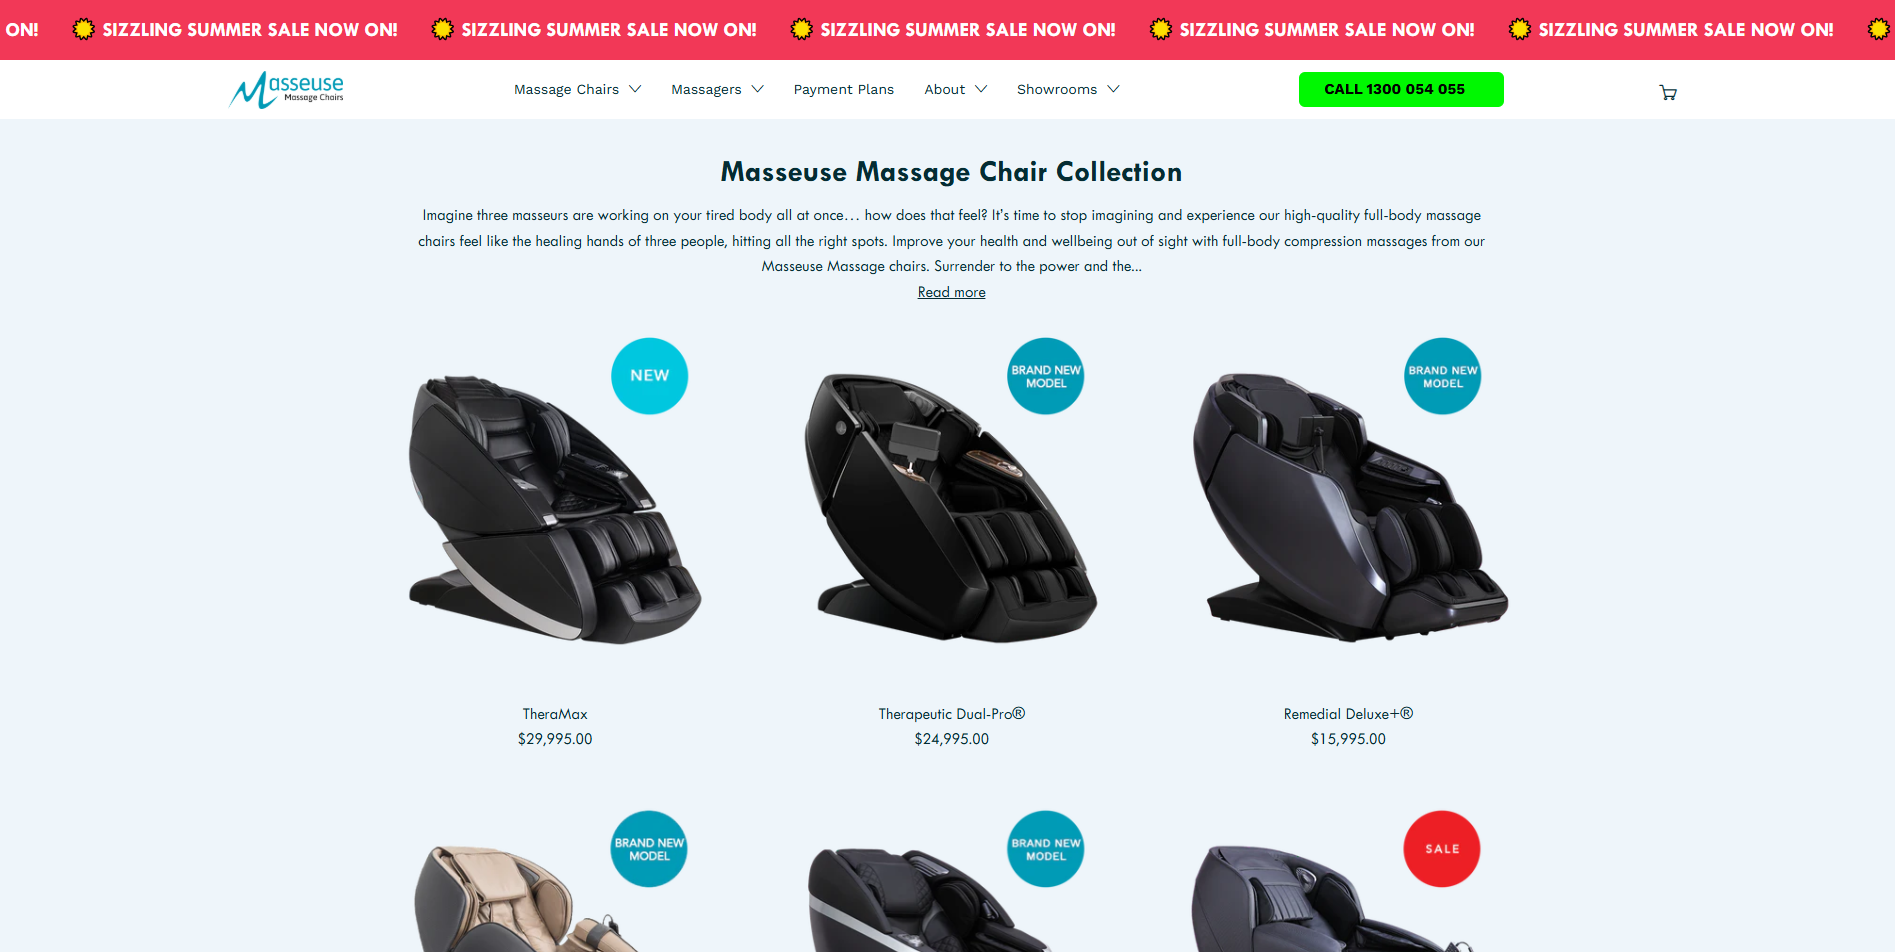 ON! SIZZLING SUMMER SALE NOW ON! SIZZLING SUMMER SALE NOW ON! SIZZLING SUMMER SALE NOW ON! SIZZLING SUMMER SALE NOW ON! SIZZLING SUMMER SALE NOW ON!
Masseuse
Massage Chairs
Massage Chairs Massagers Payment Plans About Showrooms
CALL 1300 054 055
Masseuse Massage Chair Collection
Imagine three masseurs are working on your tired body all at once… how does that feel? It's time to stop imagining and experience our high-quality full-body massage
chairs feel like the healing hands of three people, hitting all the right spots. Improve your health and wellbeing out of sight with full-body compression massages from our
Masseuse Massage chairs. Surrender to the power and the...
Read more
NEW
BRAND NEW
MODEL
BRAND NEW
MODEL
TheraMax
$29,995.00
Therapeutic Dual-Pro®
$24,995.00
Remedial Deluxe+®
$15,995.00
BRAND NEW
MODEL
BRAND NEW
MODEL
SALE